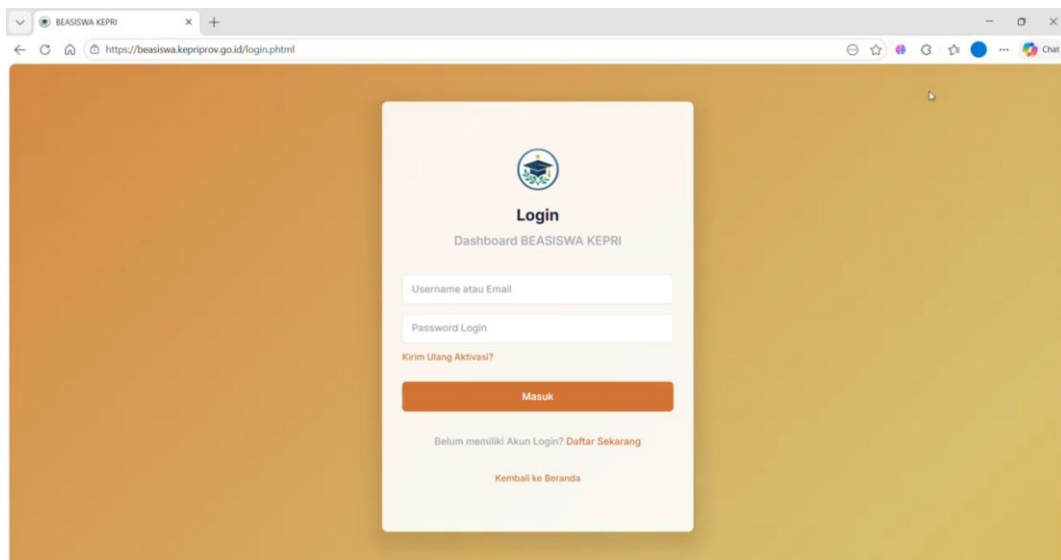 BEASISWA KEPRI
https://beasiswa.kepriprov.go.id/login.phtml
Chat
Login
Dashboard BEASISWA KEPRI
Username atau Email
Password Login
Kirim Ulang Aktivasi?
Masuk
Belum memiliki Akun Login? Daftar Sekarang
Kembali ke Beranda